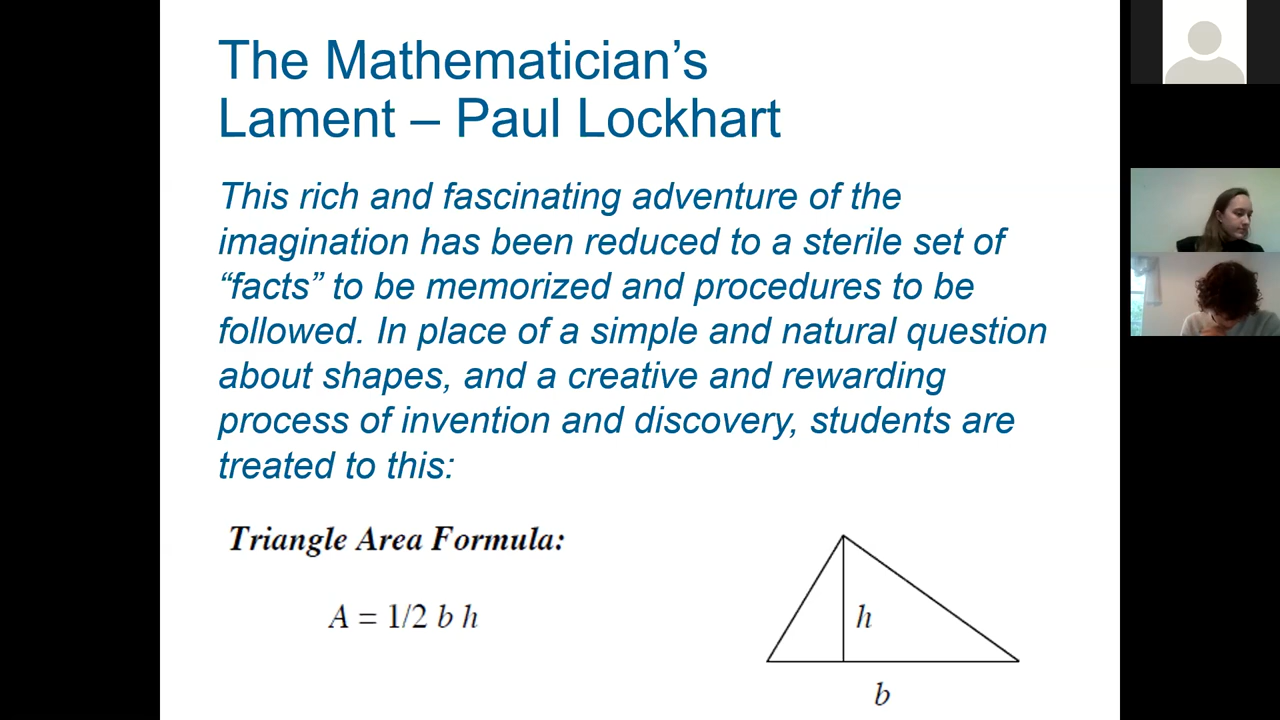 The Mathematician’s
Lament – Paul Lockhart
This rich and fascinating adventure of the
imagination has been reduced to a sterile set of
“facts” to be memorized and procedures to be
followed. In place of a simple and natural question
about shapes, and a creative and rewarding
process of invention and discovery, students are
treated to this:
Triangle Area Formula:
A = 1/2 b h
h
b